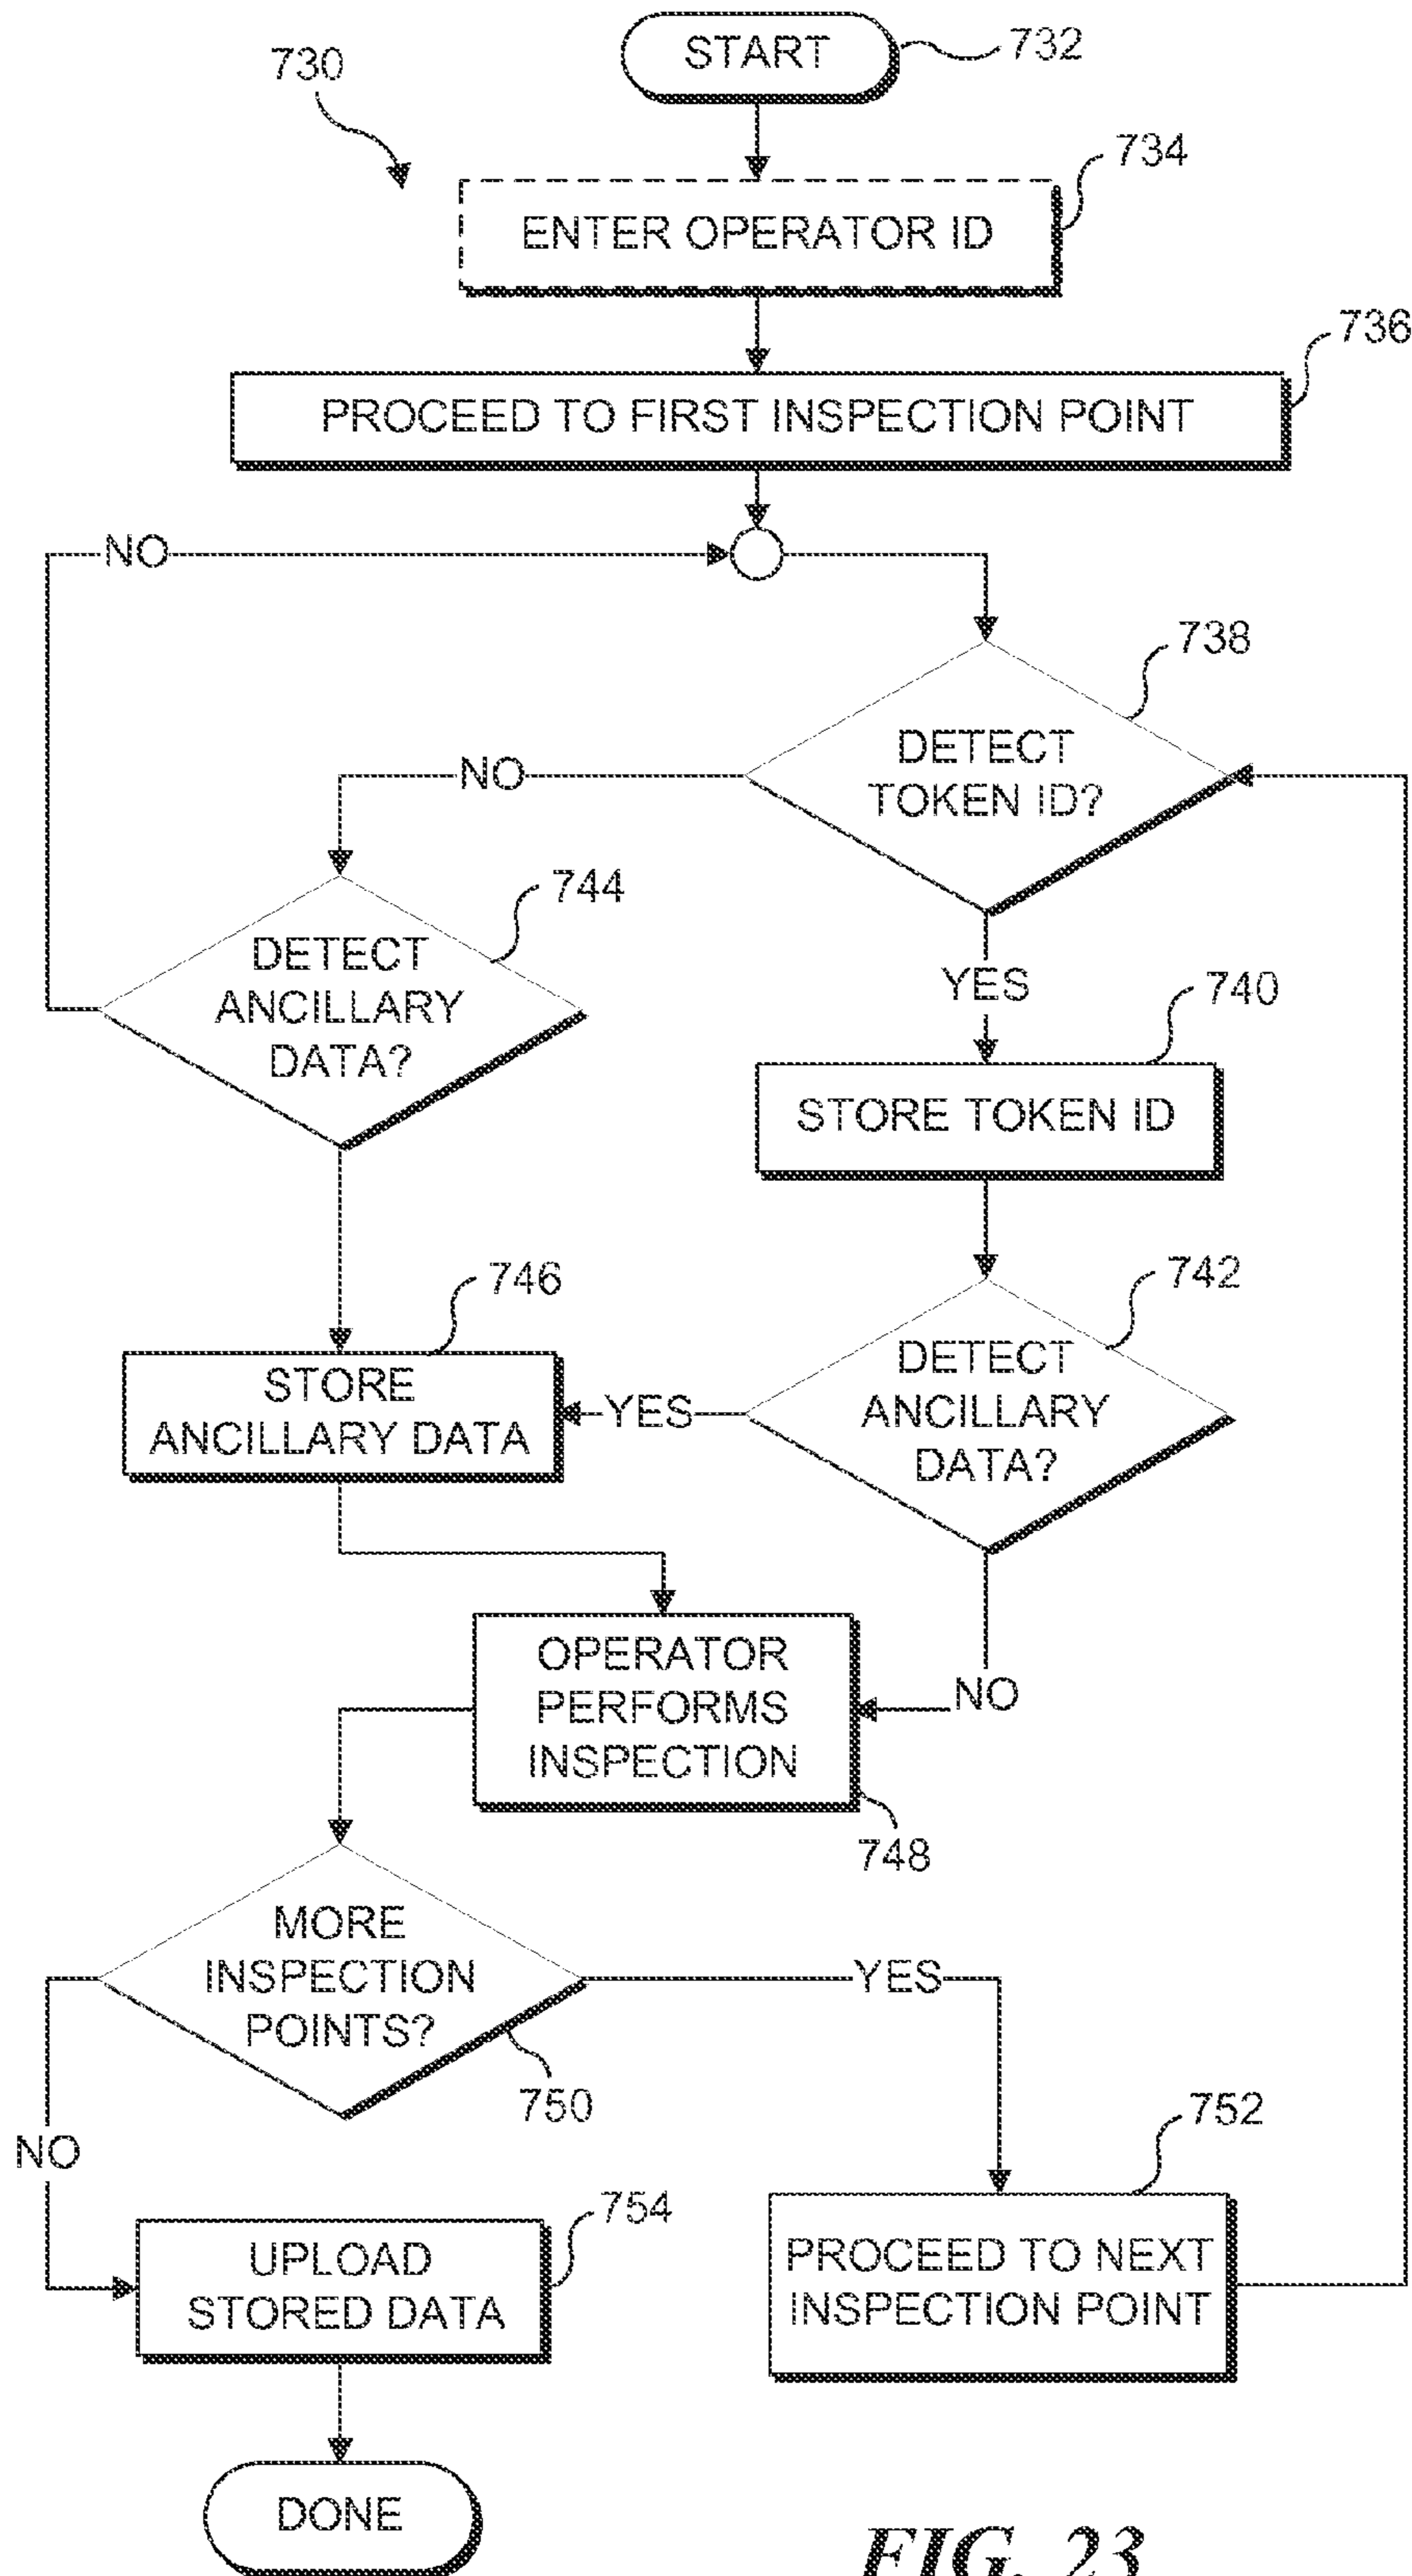 START
732
730
734
ENTER OPERATOR ID
736
PROCEED TO FIRST INSPECTION POINT
NO
738
DETECT
TOKEN ID?
NO
744
DETECT
ANCILLARY
DATA?
YES
740
STORE TOKEN ID
746
742
STORE
ANCILLARY DATA
YES
DETECT
ANCILLARY
DATA?
OPERATOR
PERFORMS
INSPECTION
NO
748
MORE
INSPECTION
POINTS?
YES
750
752
NO
754
UPLOAD
STORED DATA
PROCEED TO NEXT
INSPECTION POINT
DONE
FIG. 23